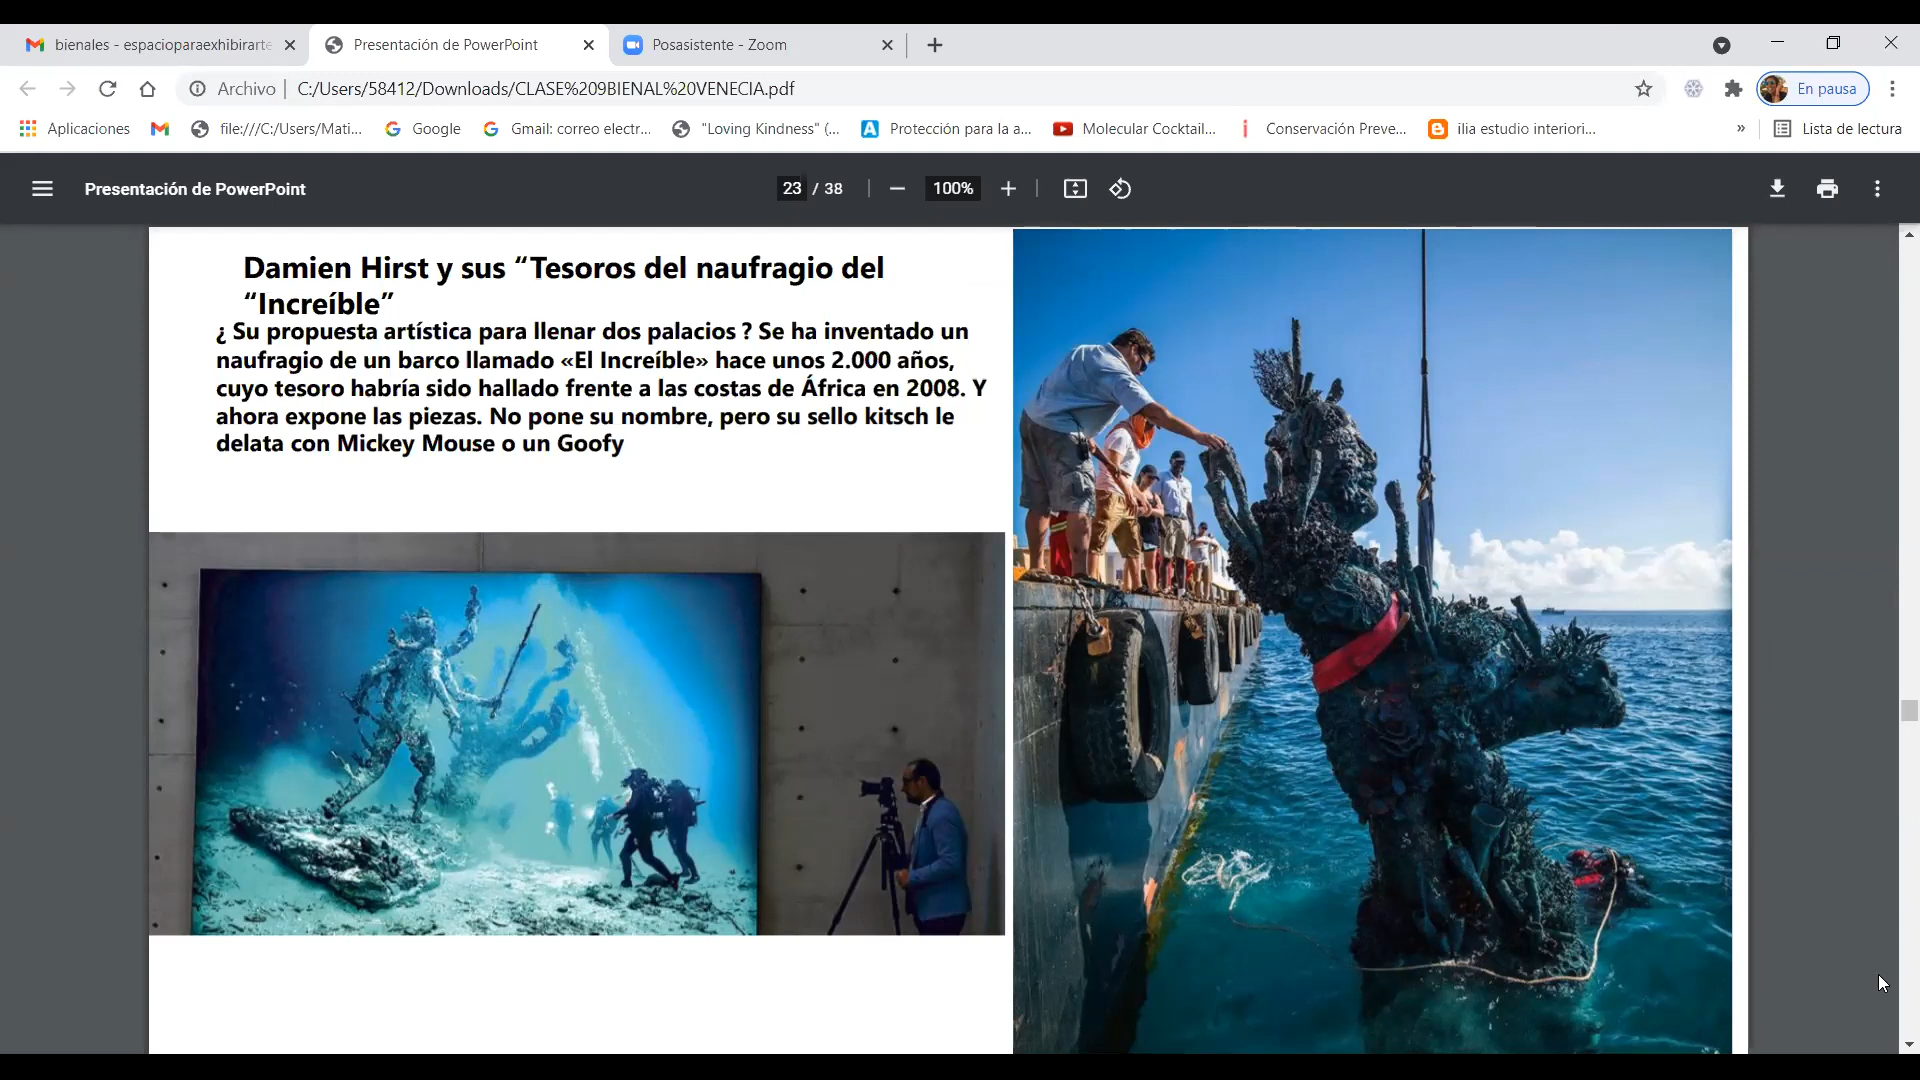 bienales - espacioparaexhibirarte
Presentación de PowerPoint
Posasistente - Zoom
Archivo
C:/Users/58412/Downloads/CLASE%209BIENAL%20VENECIA.pdf
En pausa
Aplicaciones
file:///C:/Users/Mati...
Google
Gmail: correo electr...
"Loving Kindness" (...
Protección para la a...
Molecular Cocktail...
Conservación Preve...
ilia estudio interiori...
»
Lista de lectura
Presentación de PowerPoint
23 / 38
100%
Damien Hirst y sus “Tesoros del naufragio del
“Increíble”
¿ Su propuesta artística para llenar dos palacios ? Se ha inventado un
naufragio de un barco llamado «El Increíble» hace unos 2.000 años,
cuyo tesoro habría sido hallado frente a las costas de África en 2008. Y
ahora expone las piezas. No pone su nombre, pero su sello kitsch le
delata con Mickey Mouse o un Goofy